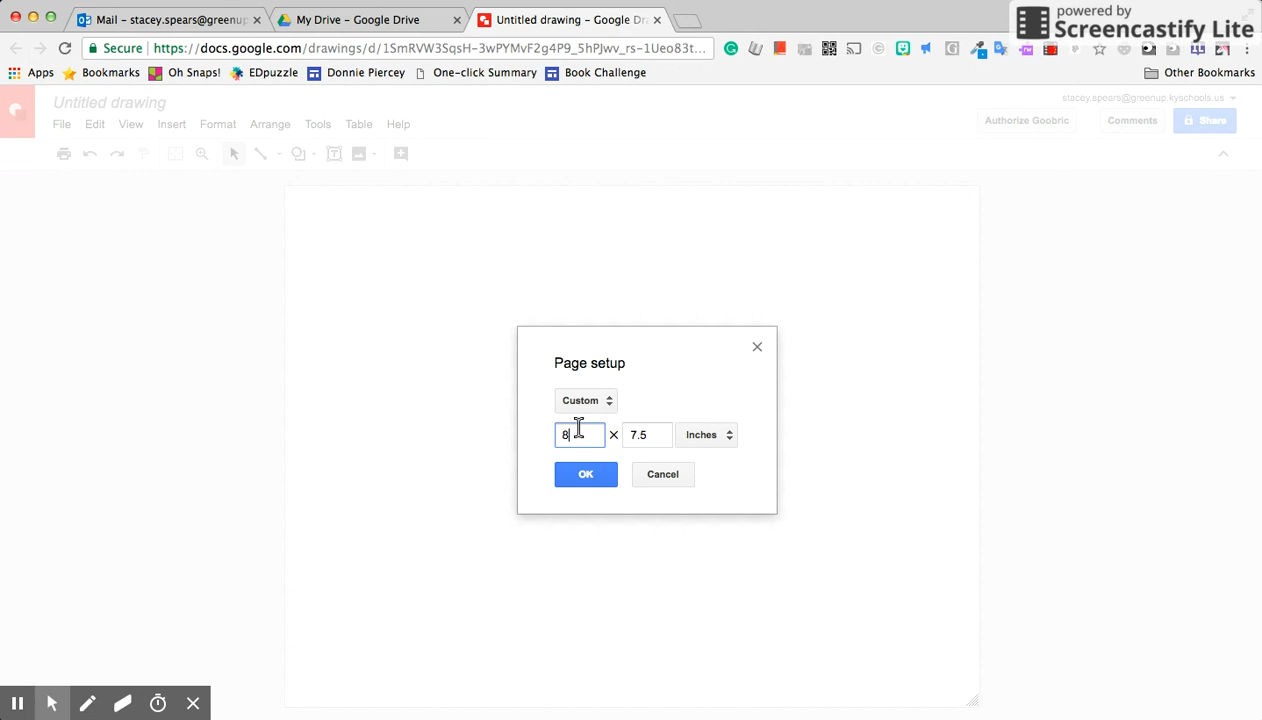 Mail – stacey.spears@greenup
My Drive – Google Drive
Untitled drawing – Google Dra
powered by
Screencastify Lite
Secure
https://docs.google.com/drawings/d/1SmRVW3SqsH-3wPYMvF2g4P9_5hPJwv_rs-1Ueo83t...
Apps
Bookmarks
Oh Snaps!
EDpuzzle
Donnie Piercey
One-click Summary
Book Challenge
Other Bookmarks
Untitled drawing
stacey.spears@greenup.kyschools.us
File Edit View Insert Format Arrange Tools Table Help
Authorize Goobric
Comments
Share
Page setup
Custom
8 × 7.5 Inches
OK Cancel